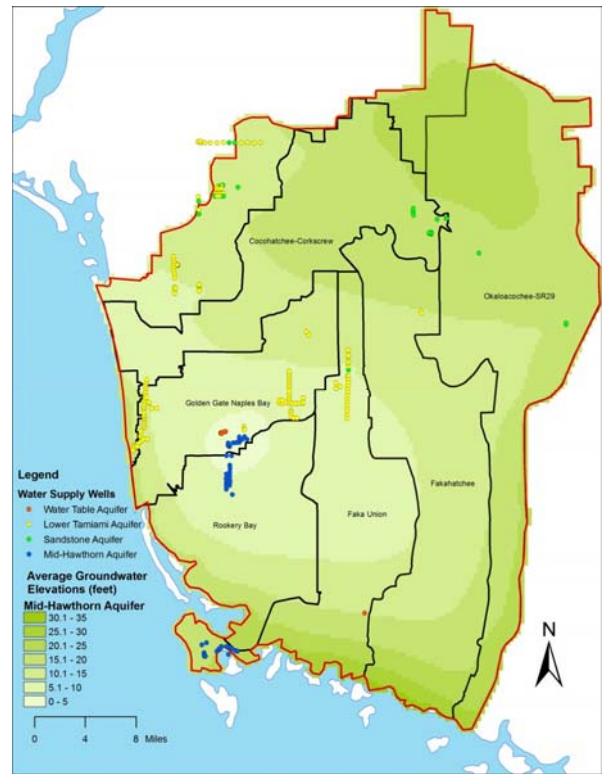 Cocohatchee-Corkscrew
Okaloacochee-SR29
Golden Gate Naples Bay
Fakahatchee
Rookery Bay
Faka Union
Legend
Water Supply Wells
Water Table Aquifer
Lower Tamiami Aquifer
Sandstone Aquifer
Mid-Hawthorn Aquifer
Average Groundwater
Elevations (feet)
Mid-Hawthorn Aquifer
30.1 - 35
25.1 - 30
20.1 - 25
15.1 - 20
10.1 - 15
5.1 - 10
0 - 5
0 4 8
Miles
N